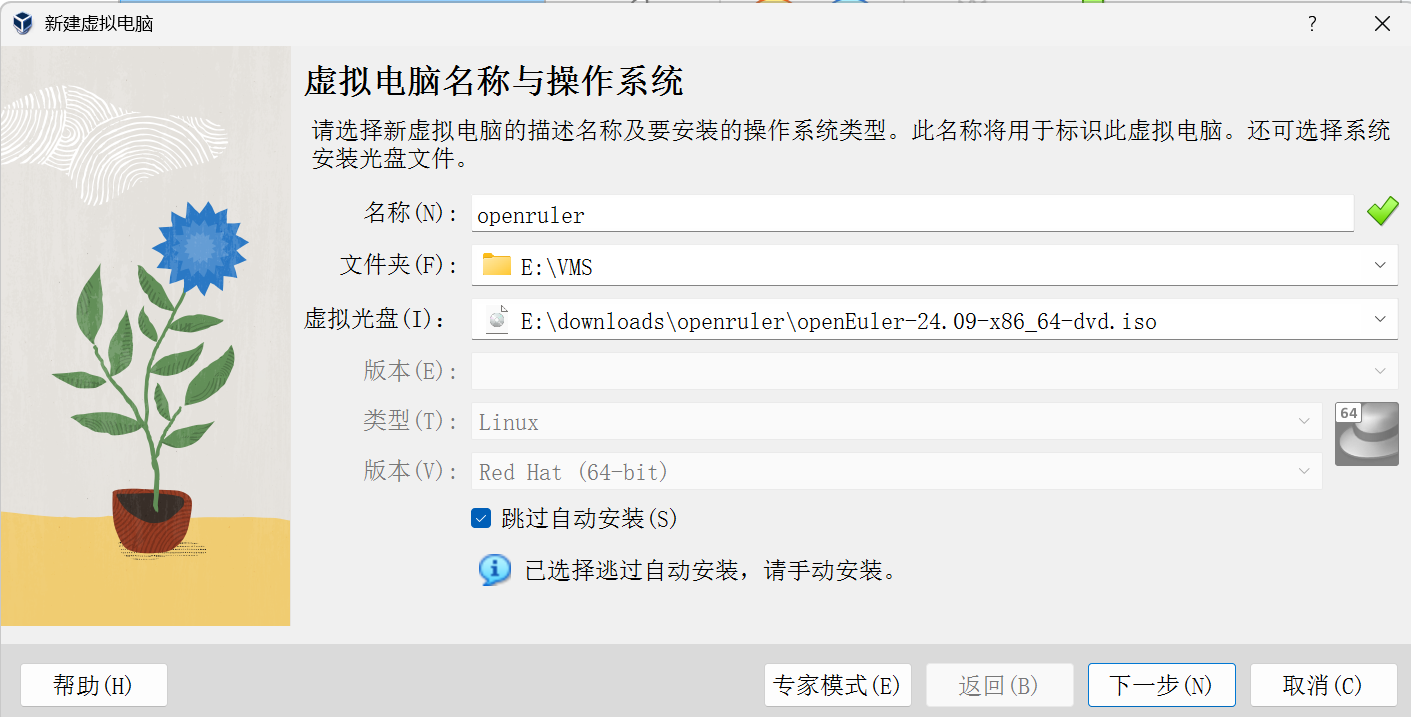 新建虚拟电脑
?
虚拟电脑名称与操作系统
请选择新虚拟电脑的描述名称及要安装的操作系统类型。此名称将用于标识此虚拟电脑。还可选择系统
安装光盘文件。
名称(N): openruler
文件夹(F): E:\VMS
虚拟光盘(I): E:\downloads\openruler\openEuler-24.09-x86_64-dvd.iso
版本(E):
类型(T): Linux
64
版本(V): Red Hat (64-bit)
跳过自动安装(S)
已选择逃过自动安装，请手动安装。
帮助(H) 专家模式(E) 返回(B) 下一步(N) 取消(C)